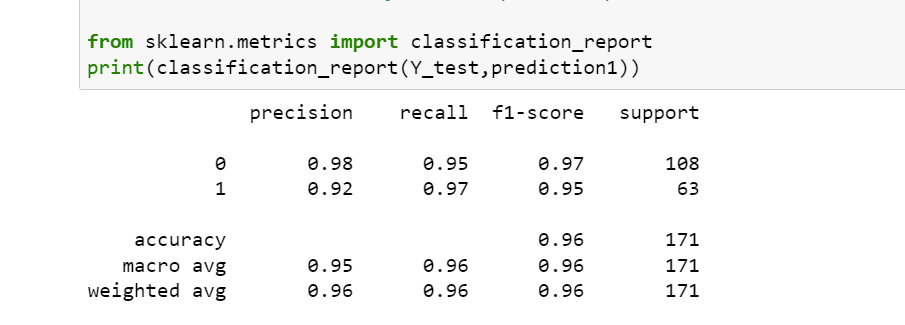 from sklearn.metrics import classification_report
print(classification_report(Y_test,prediction1))
precision recall f1-score support
0 0.98 0.95 0.97 108
1 0.92 0.97 0.95 63
accuracy 0.96 171
macro avg 0.95 0.96 0.96 171
weighted avg 0.96 0.96 0.96 171